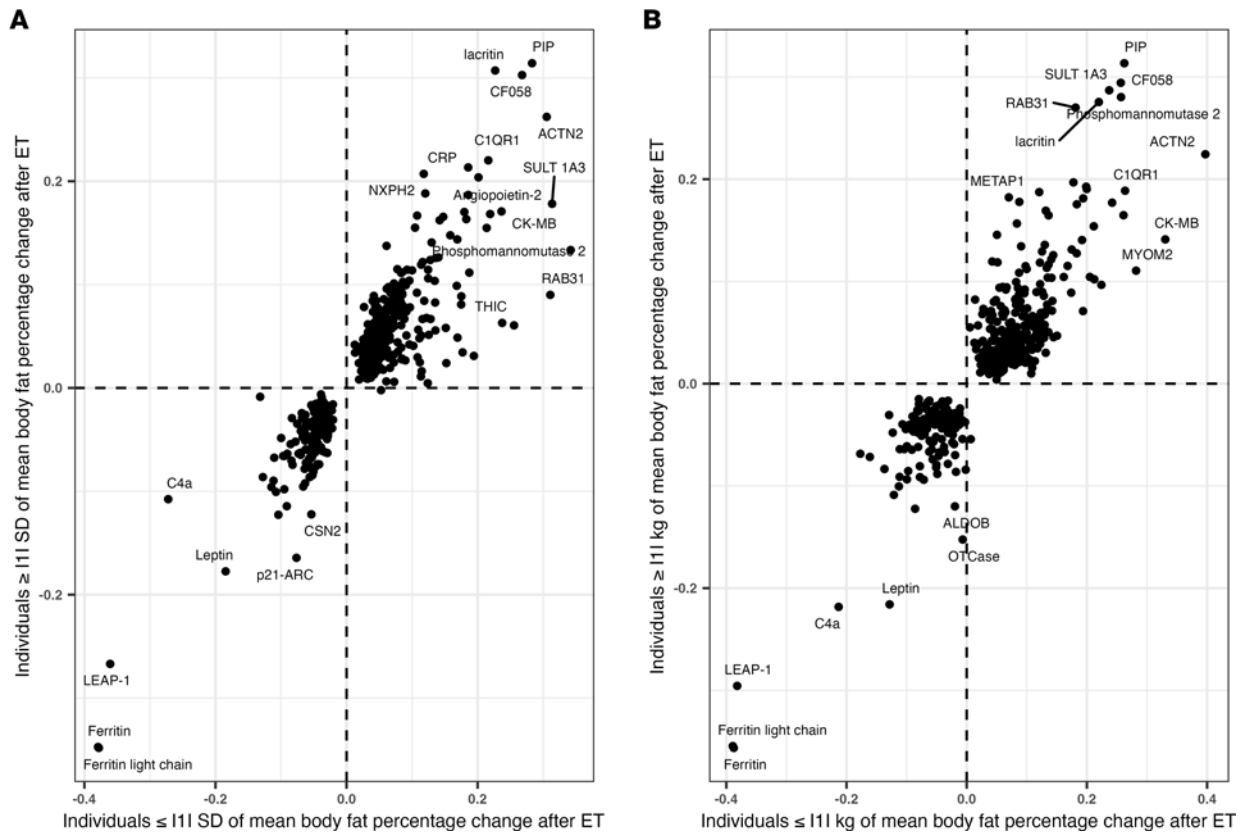 A
Individuals ≥ |1| SD of mean body fat percentage change after ET
0.2
0.0
-0.2
PIP
lacritin
CF058
ACTN2
C1QR1
CRP
SULT 1A3
NXPH2
Angiopoietin-2
CK-MB
Phosphomannomutase 2
RAB31
THIC
C4a
CSN2
Leptin
p21-ARC
LEAP-1
Ferritin
Ferritin light chain
-0.4 -0.2 0.0 0.2
Individuals ≤ |1| SD of mean body fat percentage change after ET
B
Individuals ≥ |1| kg of mean body fat percentage change after ET
0.2
0.0
-0.2
PIP
SULT 1A3
CF058
RAB31
Phosphomannomutase 2
lacritin
ACTN2
METAP1
C1QR1
CK-MB
MYOM2
ALDOB
OTCase
Leptin
C4a
LEAP-1
Ferritin light chain
Ferritin
-0.4 -0.2 0.0 0.2 0.4
Individuals ≤ |1| kg of mean body fat percentage change after ET